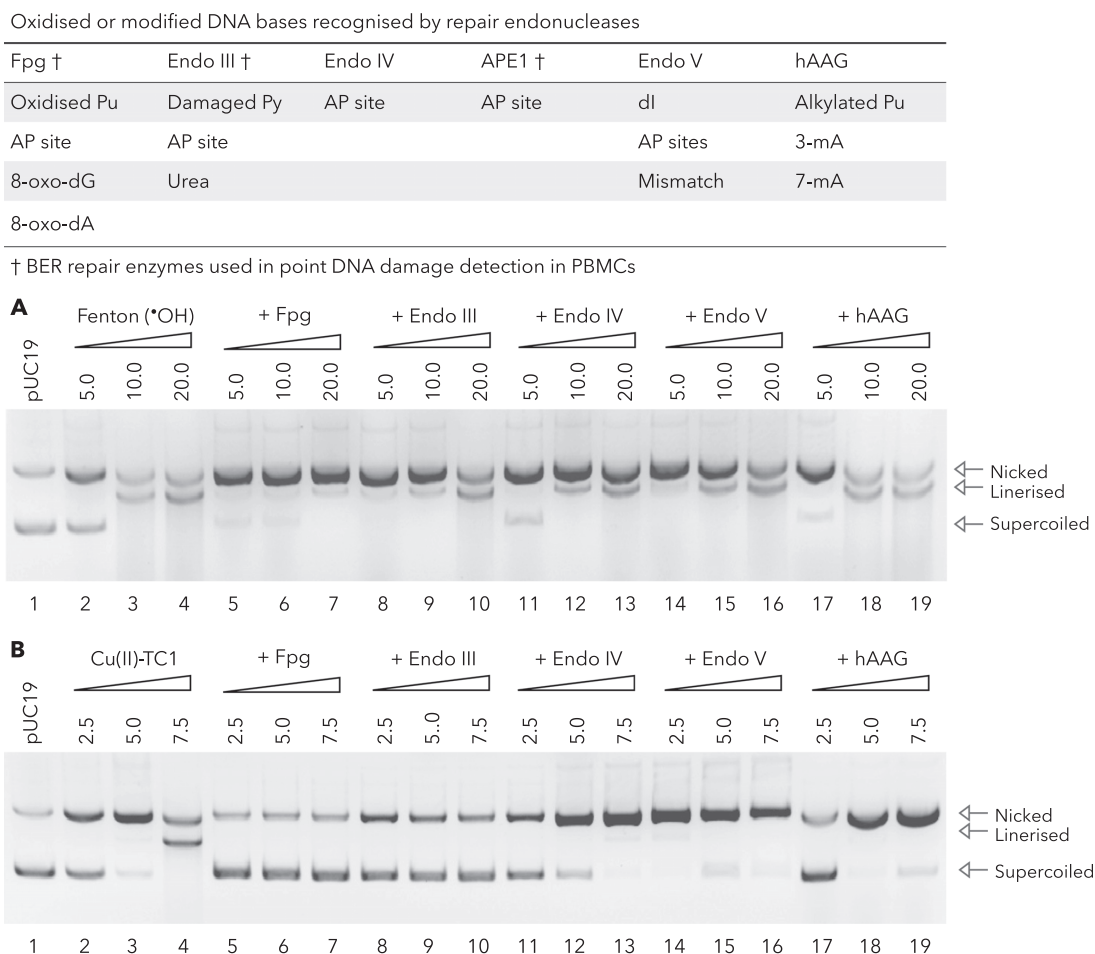 Oxidised or modified DNA bases recognised by repair endonucleases
Fpg † Endo III † Endo IV APE1 † Endo V hAAG
Oxidised Pu Damaged Py AP site AP site dI Alkylated Pu
AP site AP site AP sites 3-mA
8-oxo-dG Urea Mismatch 7-mA
8-oxo-dA
† BER repair enzymes used in point DNA damage detection in PBMCs
A
Fenton (•OH) + Fpg + Endo III + Endo IV + Endo V + hAAG
pUC19 5.0 10.0 20.0 5.0 10.0 20.0 5.0 10.0 20.0 5.0 10.0 20.0 5.0 10.0 20.0 5.0 10.0 20.0
Nicked
Linerised
Supercoiled
1 2 3 4 5 6 7 8 9 10 11 12 13 14 15 16 17 18 19
B
Cu(II)-TC1 + Fpg + Endo III + Endo IV + Endo V + hAAG
pUC19 2.5 5.0 7.5 2.5 5.0 7.5 2.5 5..0 7.5 2.5 5.0 7.5 2.5 5.0 7.5 2.5 5.0 7.5
Nicked
Linerised
Supercoiled
1 2 3 4 5 6 7 8 9 10 11 12 13 14 15 16 17 18 19